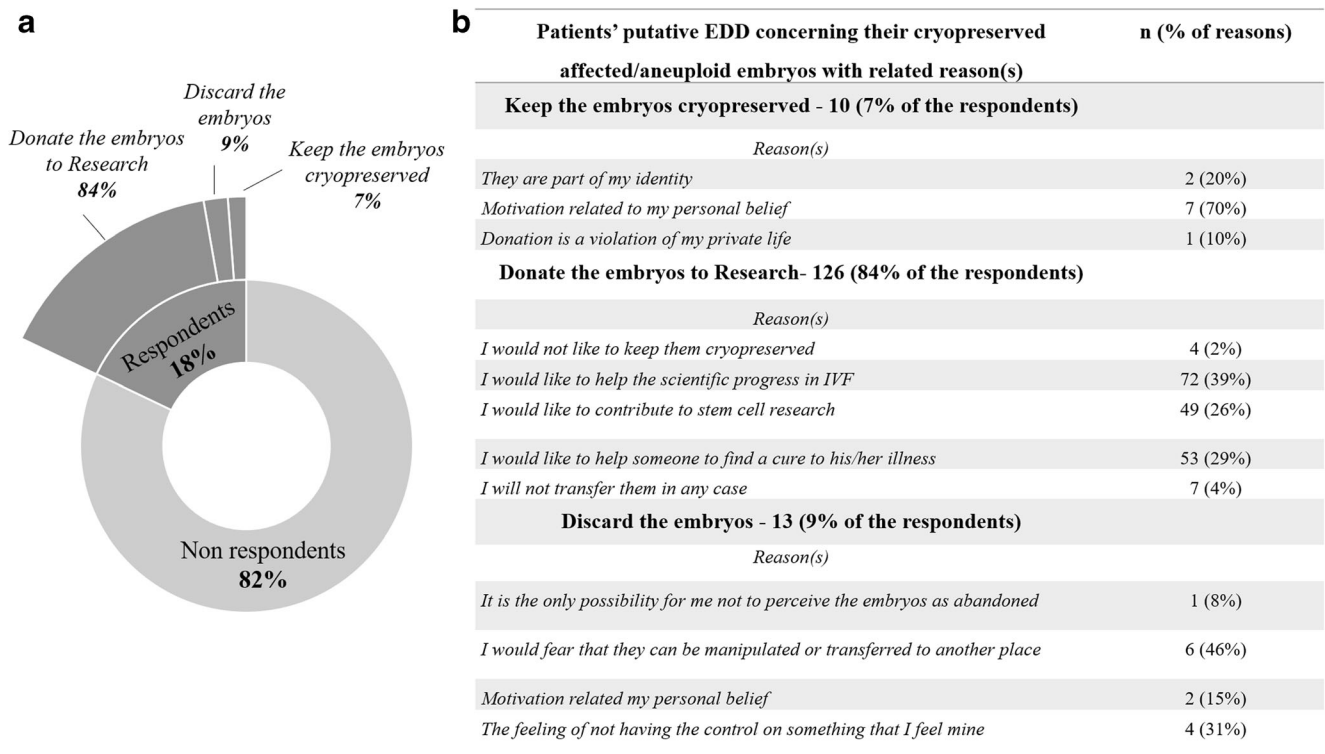 a
Discard the
embryos
9%
Donate the embryos
to Research
84%
Keep the embryos
cryopreserved
7%
Respondents
18%
Non respondents
82%
b
Patients’ putative EDD concerning their cryopreserved n (% of reasons)
affected/aneuploid embryos with related reason(s)
Keep the embryos cryopreserved - 10 (7% of the respondents)
Reason(s)
They are part of my identity 2 (20%)
Motivation related to my personal belief 7 (70%)
Donation is a violation of my private life 1 (10%)
Donate the embryos to Research- 126 (84% of the respondents)
Reason(s)
I would not like to keep them cryopreserved 4 (2%)
I would like to help the scientific progress in IVF 72 (39%)
I would like to contribute to stem cell research 49 (26%)
I would like to help someone to find a cure to his/her illness 53 (29%)
I will not transfer them in any case 7 (4%)
Discard the embryos - 13 (9% of the respondents)
Reason(s)
It is the only possibility for me not to perceive the embryos as abandoned 1 (8%)
I would fear that they can be manipulated or transferred to another place 6 (46%)
Motivation related my personal belief 2 (15%)
The feeling of not having the control on something that I feel mine 4 (31%)